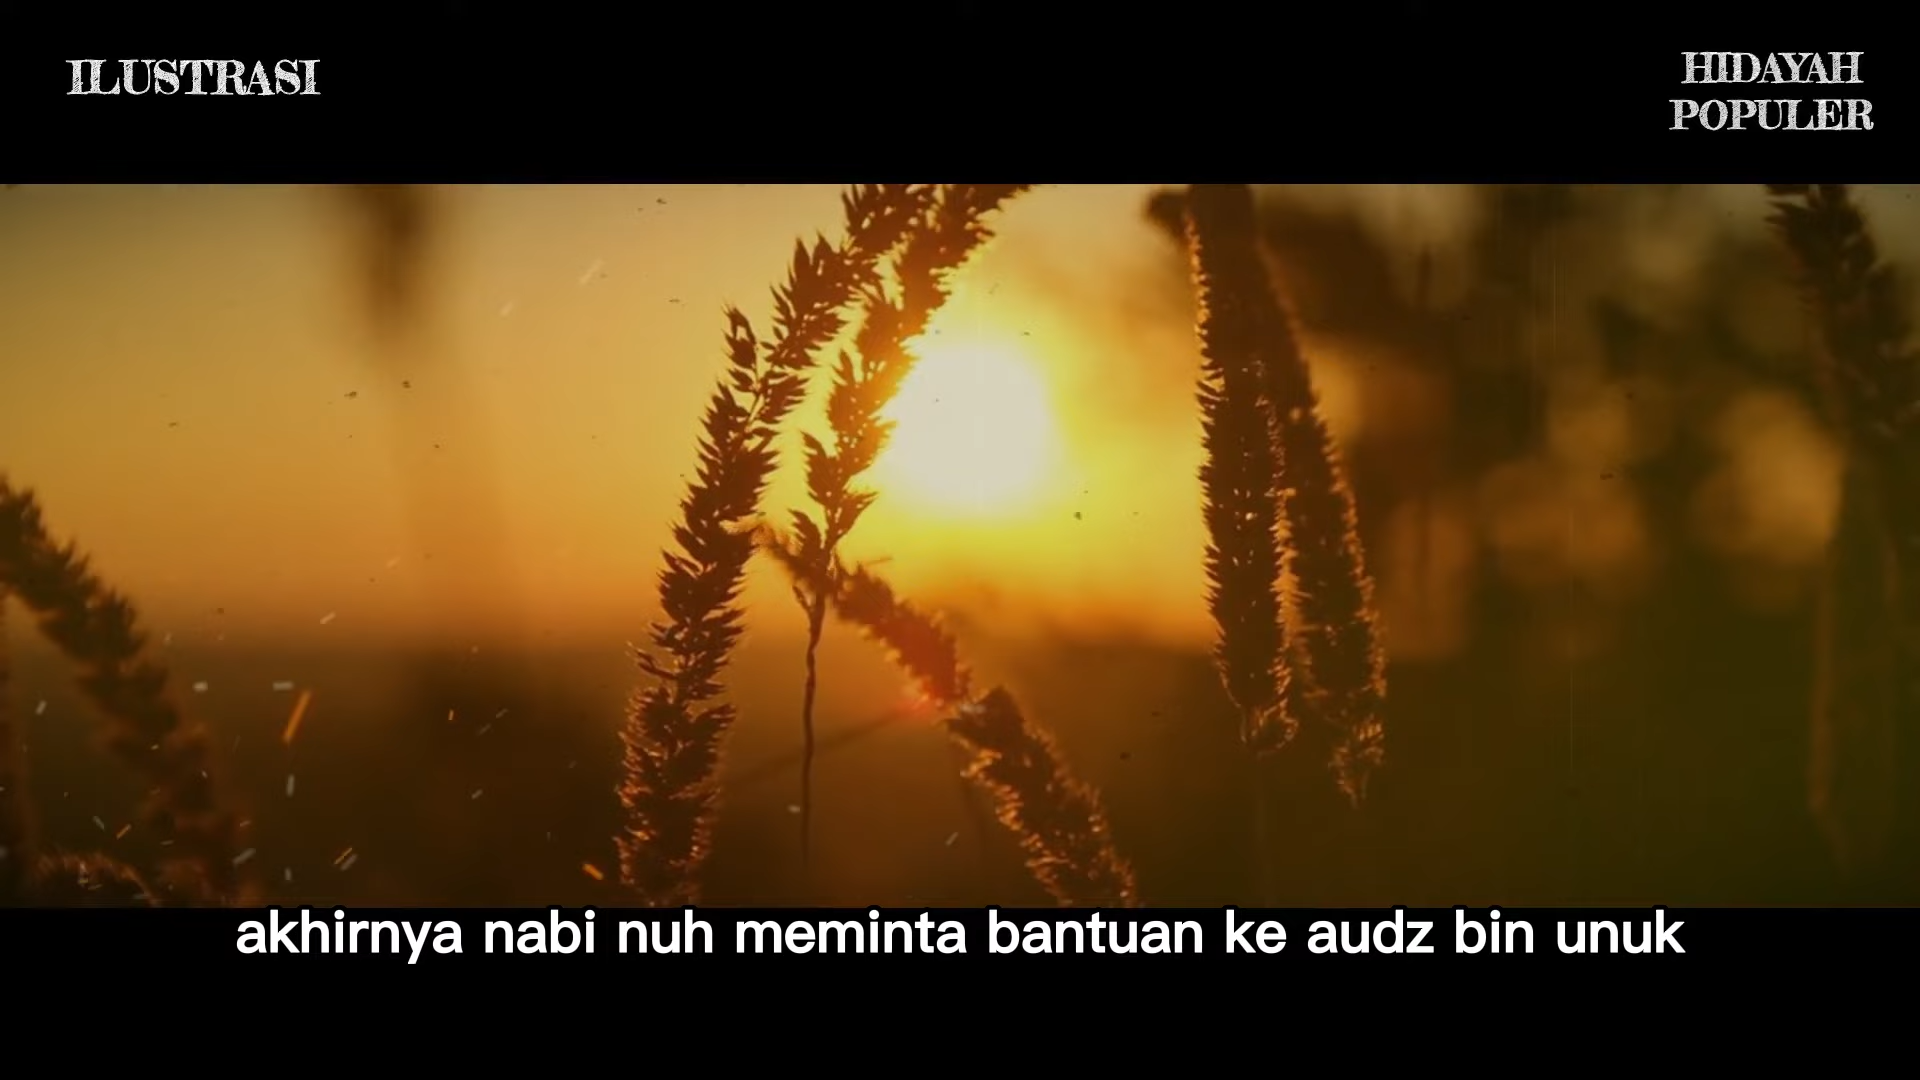 ILUSTRASI
HIDAYAH
POPULER
akhirnya nabi nuh meminta bantuan ke audz bin unuk